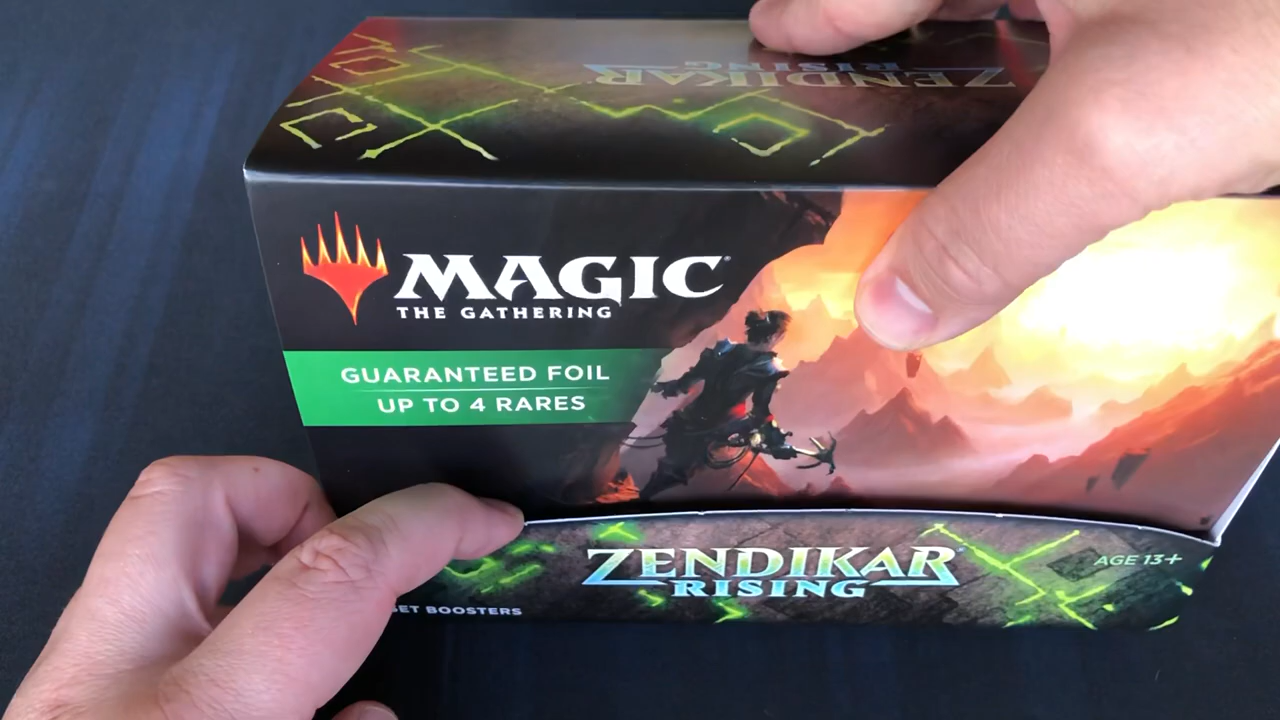 ZENDIKAR
RISING
MAGIC
THE GATHERING
GUARANTEED FOIL
UP TO 4 RARES
ZENDIKAR
RISING
AGE 13+
SET BOOSTERS